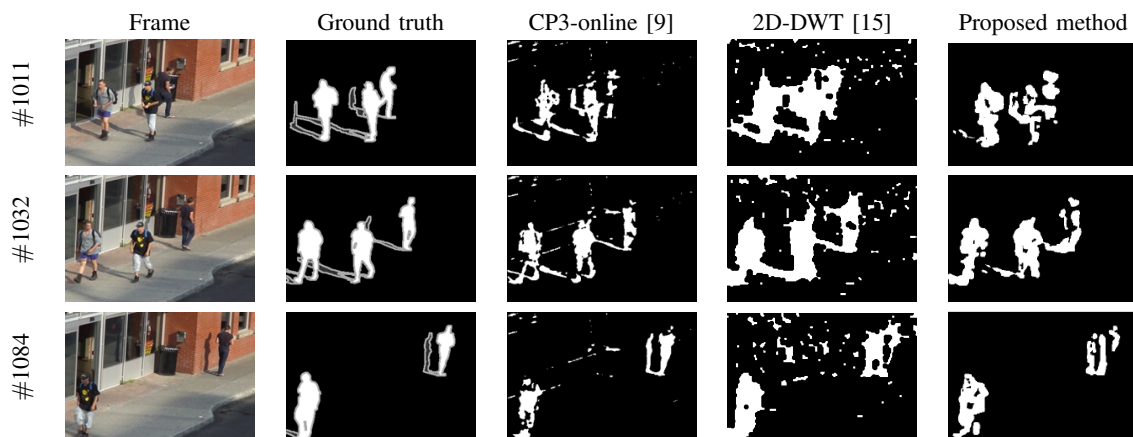 Frame Ground truth CP3-online [9] 2D-DWT [15] Proposed method
#1011
#1032
#1084